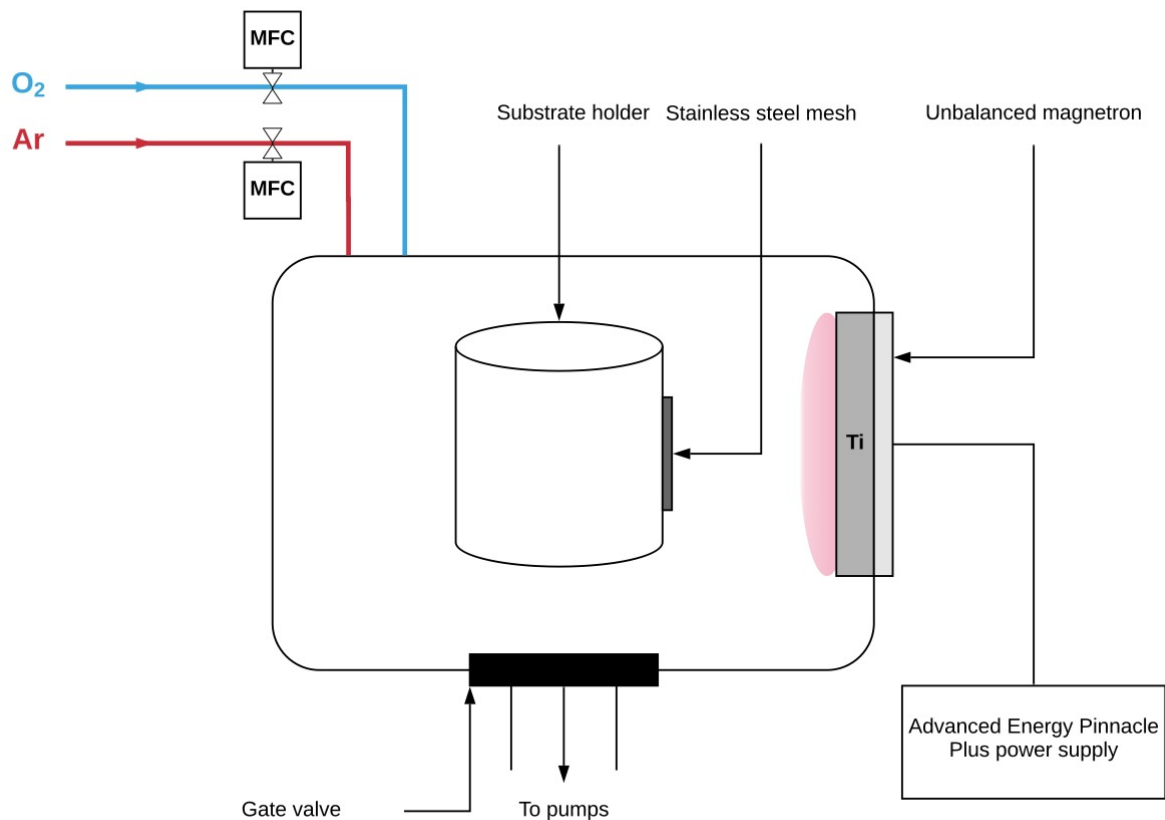 MFC
O₂
Ar
MFC
Substrate holder
Stainless steel mesh
Unbalanced magnetron
Ti
Advanced Energy Pinnacle
Plus power supply
Gate valve
To pumps